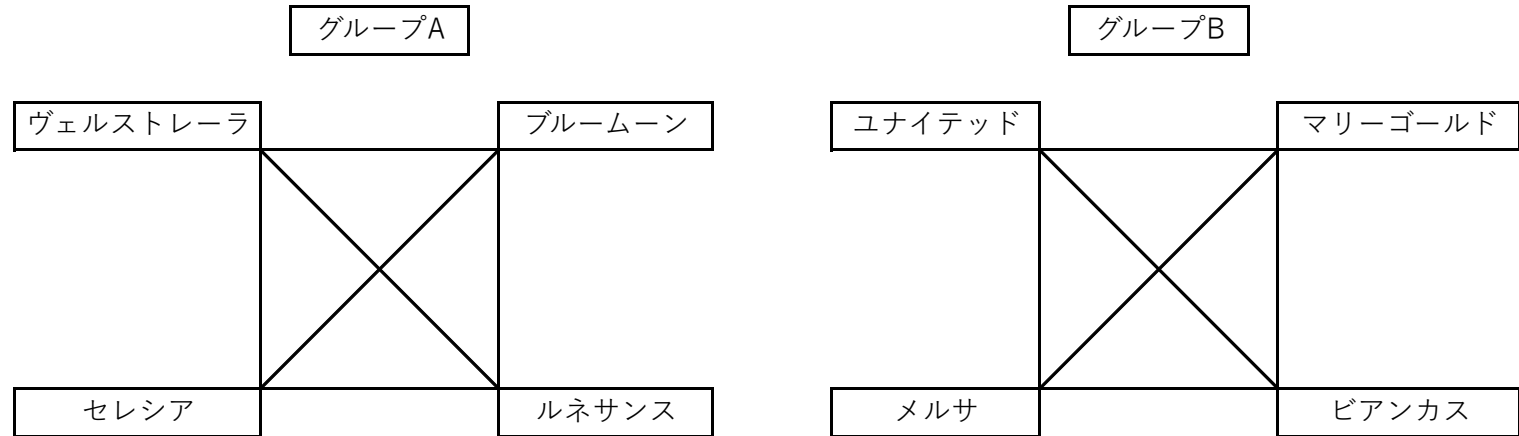 グループA
グループB
ヴェルストレーラ
ブルームーン
ユナイテッド
マリーゴールド
セレシア
ルネサンス
メルサ
ビアンカス